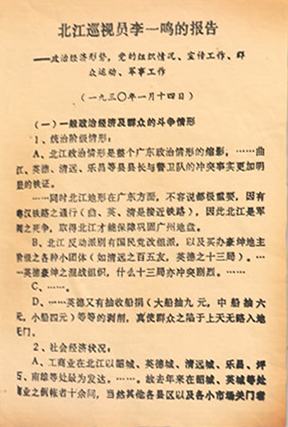 北江巡视员李一鸣的报告
——政治经济形势，党的组织情况、宣传工作、群
众运动、军事工作
（一九三〇年一月十四日）
（一）一般政治经济及群众的斗争情形
1、统治阶级情形：
A、北江政治情形是整个广东政治情形的缩影，……曲
江、英德、清远、乐昌等县县长与警卫队的冲突事实更加明
显的铁证。
……同时北江地形在广东方面，不容说都极重要，因有
粤汉铁路之通行（曲、英、清是接近铁路），因此北江是军
阀之死争，取得北江才能保障巩固广州地盘。
B、北江反动派别有国民党改组派，以及买办豪绅地主
阶级之各种小团体（如清远之百五友，英德之十三局）。…
…英德豪绅之混战组织，什么十三局亦冲突剧烈。……
C、……。
D、……英德又有抽收船捐（大船抽九元，中船抽六
元，小船四元）等等的剥削，真使群众之陷于上天无路入地
无门。
2、社会经济状况：
A、工商业在北江以韶城、英德城、清远城、乐昌、坪
石、南雄等处最为发达。……。故去年来在韶城、英城等处
商业之倒帐者十余间，当然其他各县区以及各小市场关门者